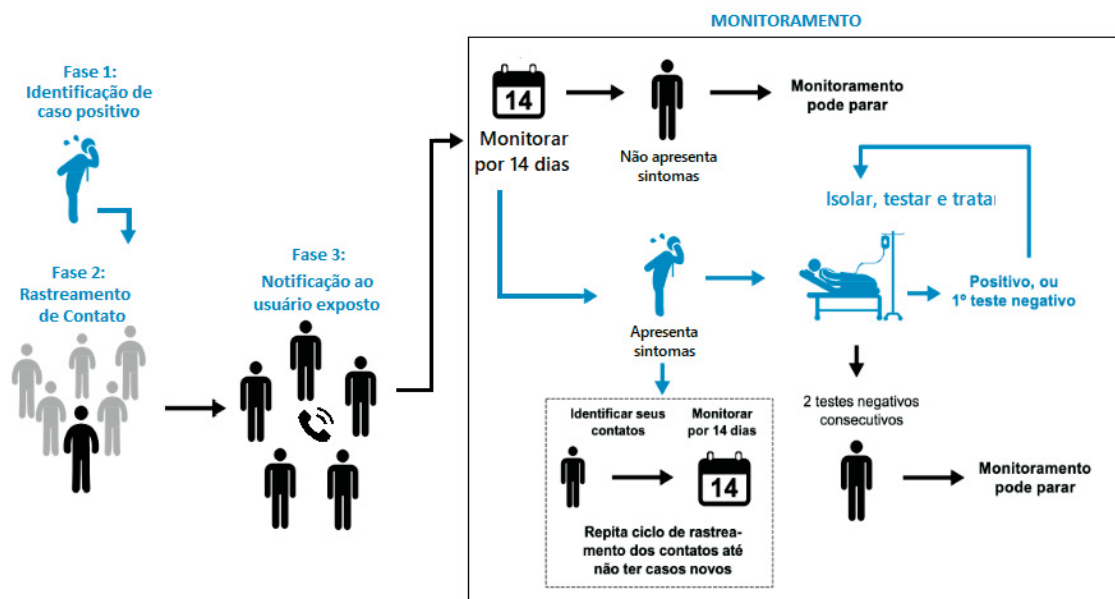 MONITORAMENTO
Fase 1:
Identificação de
caso positivo
Fase 2:
Rastreamento
de Contato
Fase 3:
Notificação ao
usuário exposto
14
Monitorar
por 14 dias
Não apresenta
sintomas
Monitoramento
pode parar
Apresenta
sintomas
Isolar, testar e tratar
Positivo, ou
1º teste negativo
Identificar seus
contatos
Monitorar
por 14 dias
14
Repita ciclo de rastrea-
mento dos contatos até
não ter casos novos
2 testes negativos
consecutivos
Monitoramento
pode parar